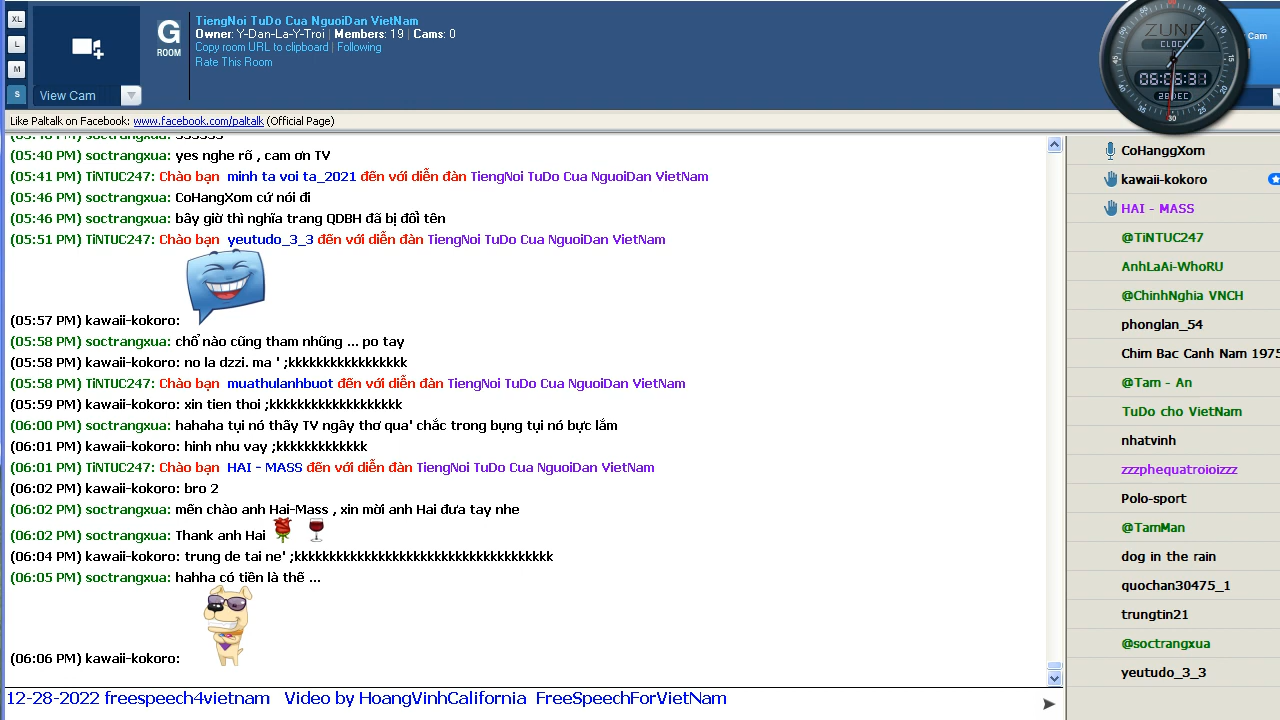 XL
L
M
S
View Cam
G
ROOM
TiengNoi TuDo Cua NguoiDan VietNam
Owner: Y-Dan-La-Y-Troi | Members: 19 | Cams: 0
Copy room URL to clipboard | Following
Rate This Room
ZUNE
CLOCK
06:05:31
28DEC
Cam
Like Paltalk on Facebook: www.facebook.com/paltalk (Official Page)
(05:40 PM) soctrangxua: yes nghe rõ , cam ơn TV
(05:41 PM) TiNTUC247: Chào bạn minh ta voi ta_2021 đến với diễn đàn TiengNoi TuDo Cua NguoiDan VietNam
(05:46 PM) soctrangxua: CoHangXom cứ nói đi
(05:46 PM) soctrangxua: bây giờ thì nghĩa trang QDBH đã bị đổi tên
(05:51 PM) TiNTUC247: Chào bạn yeutudo_3_3 đến với diễn đàn TiengNoi TuDo Cua NguoiDan VietNam
(05:57 PM) kawaii-kokoro:
(05:58 PM) soctrangxua: chổ nào cũng tham nhũng ... po tay
(05:58 PM) kawaii-kokoro: no la dzzi. ma ' ;kkkkkkkkkkkkkkkkk
(05:58 PM) TiNTUC247: Chào bạn muathulanhbuot đến với diễn đàn TiengNoi TuDo Cua NguoiDan VietNam
(05:59 PM) kawaii-kokoro: xin tien thoi ;kkkkkkkkkkkkkkkkkkk
(06:00 PM) soctrangxua: hahaha tụi nó thấy TV ngây thơ qua' chắc trong bụng tụi nó bực lắm
(06:01 PM) kawaii-kokoro: hinh nhu vay ;kkkkkkkkkkkkk
(06:01 PM) TiNTUC247: Chào bạn HAI - MASS đến với diễn đàn TiengNoi TuDo Cua NguoiDan VietNam
(06:02 PM) kawaii-kokoro: bro 2
(06:02 PM) soctrangxua: mến chào anh Hai-Mass , xin mời anh Hai đưa tay nhe
(06:02 PM) soctrangxua: Thank anh Hai
(06:04 PM) kawaii-kokoro: trung de tai ne' ;kkkkkkkkkkkkkkkkkkkkkkkkkkkkkkkkkkkkk
(06:05 PM) soctrangxua: hahha có tiền là thế ...
(06:06 PM) kawaii-kokoro:
CoHanggXom
kawaii-kokoro
HAI - MASS
@TiNTUC247
AnhLaAi-WhoRU
@ChinhNghia VNCH
phonglan_54
Chim Bac Canh Nam 1975
@Tam - An
TuDo cho VietNam
nhatvinh
zzzphequatroioizzz
Polo-sport
@TamMan
dog in the rain
quochan30475_1
trungtin21
@soctrangxua
yeutudo_3_3
12-28-2022 freespeech4vietnam Video by HoangVinhCalifornia FreeSpeechForVietNam